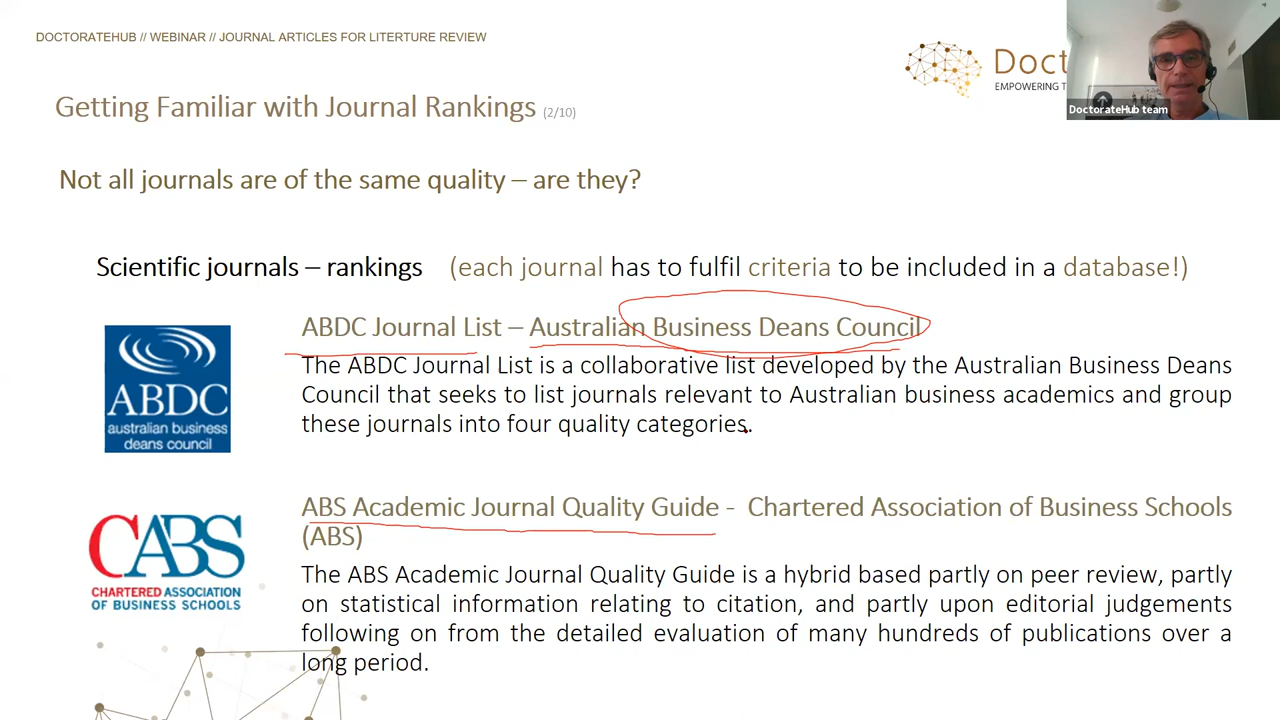 DOCTORATEHUB // WEBINAR // JOURNAL ARTICLES FOR LITERTURE REVIEW
Doct
EMPOWERING T
DoctorateHub team
Getting Familiar with Journal Rankings (2/10)
Not all journals are of the same quality – are they?
Scientific journals – rankings (each journal has to fulfil criteria to be included in a database!)
ABDC
australian business
deans council
ABDC Journal List – Australian Business Deans Council
The ABDC Journal List is a collaborative list developed by the Australian Business Deans
Council that seeks to list journals relevant to Australian business academics and group
these journals into four quality categories.
CABS
CHARTERED ASSOCIATION
OF BUSINESS SCHOOLS
ABS Academic Journal Quality Guide - Chartered Association of Business Schools
(ABS)
The ABS Academic Journal Quality Guide is a hybrid based partly on peer review, partly
on statistical information relating to citation, and partly upon editorial judgements
following on from the detailed evaluation of many hundreds of publications over a
long period.